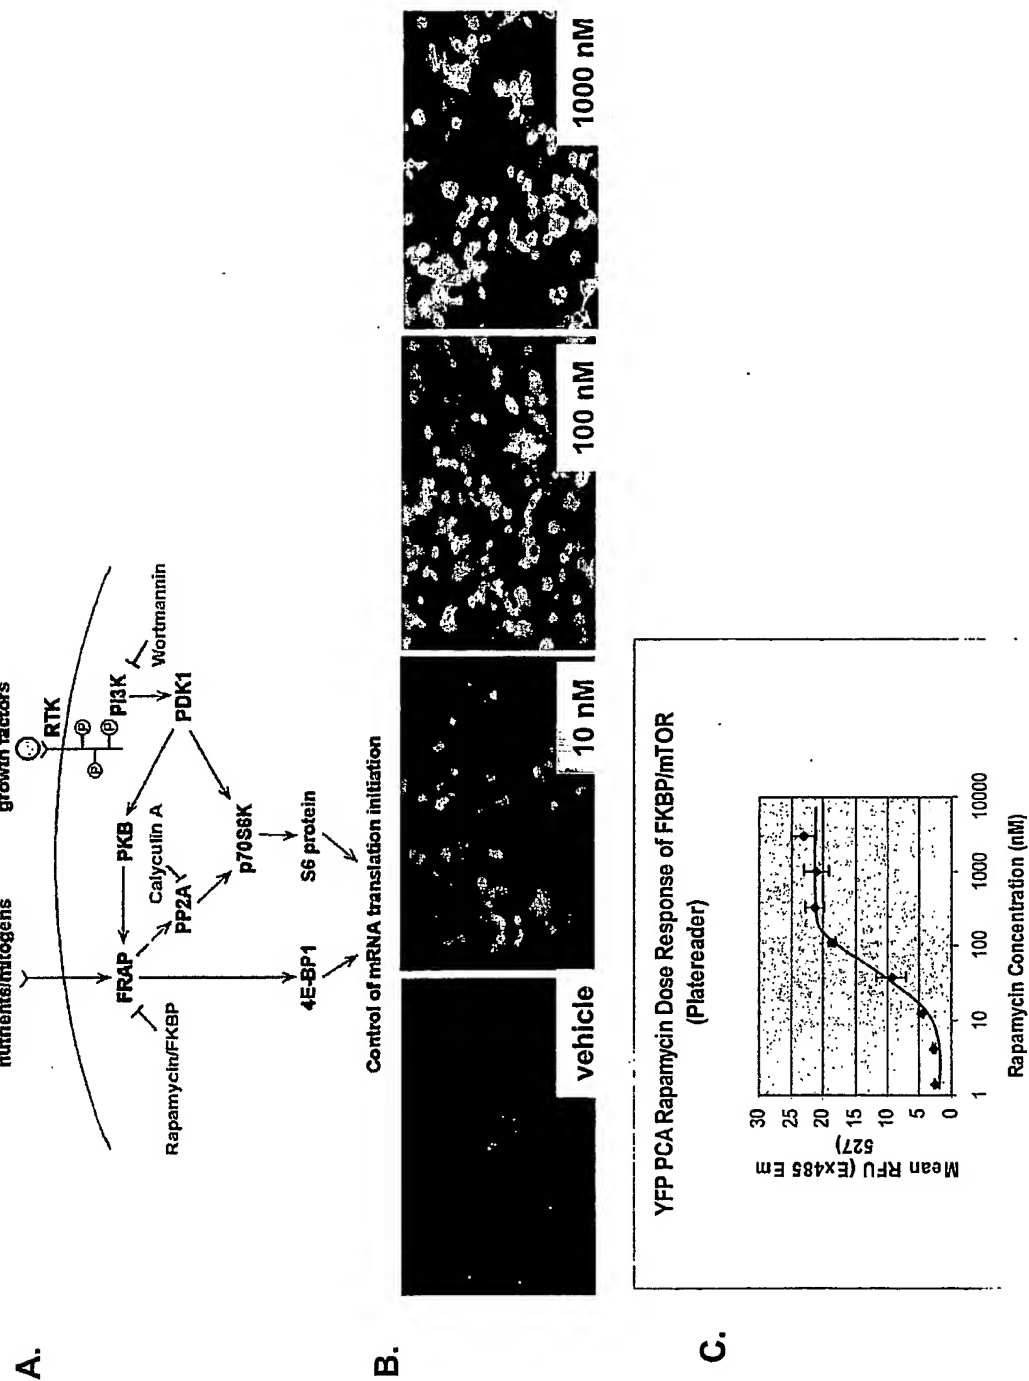 A.
nutrients/mitogens
growth factors
RTK
P
P
P
PI3K
Wortmannin
PDK1
PKB
Calyculin A
FRAP
PP2A
Rapamycin/FKBP
p70S6K
4E-BP1
S6 protein
Control of mRNA translation initiation
B.
vehicle
10 nM
100 nM
1000 nM
C.
YFP PCA Rapamycin Dose Response of FKBP/mTOR
(Platereader)
Mean RFU (Ex485 Em
527)
30
25
20
15
10
5
0
1
10
100
1000
10000
Rapamycin Concentration (nM)